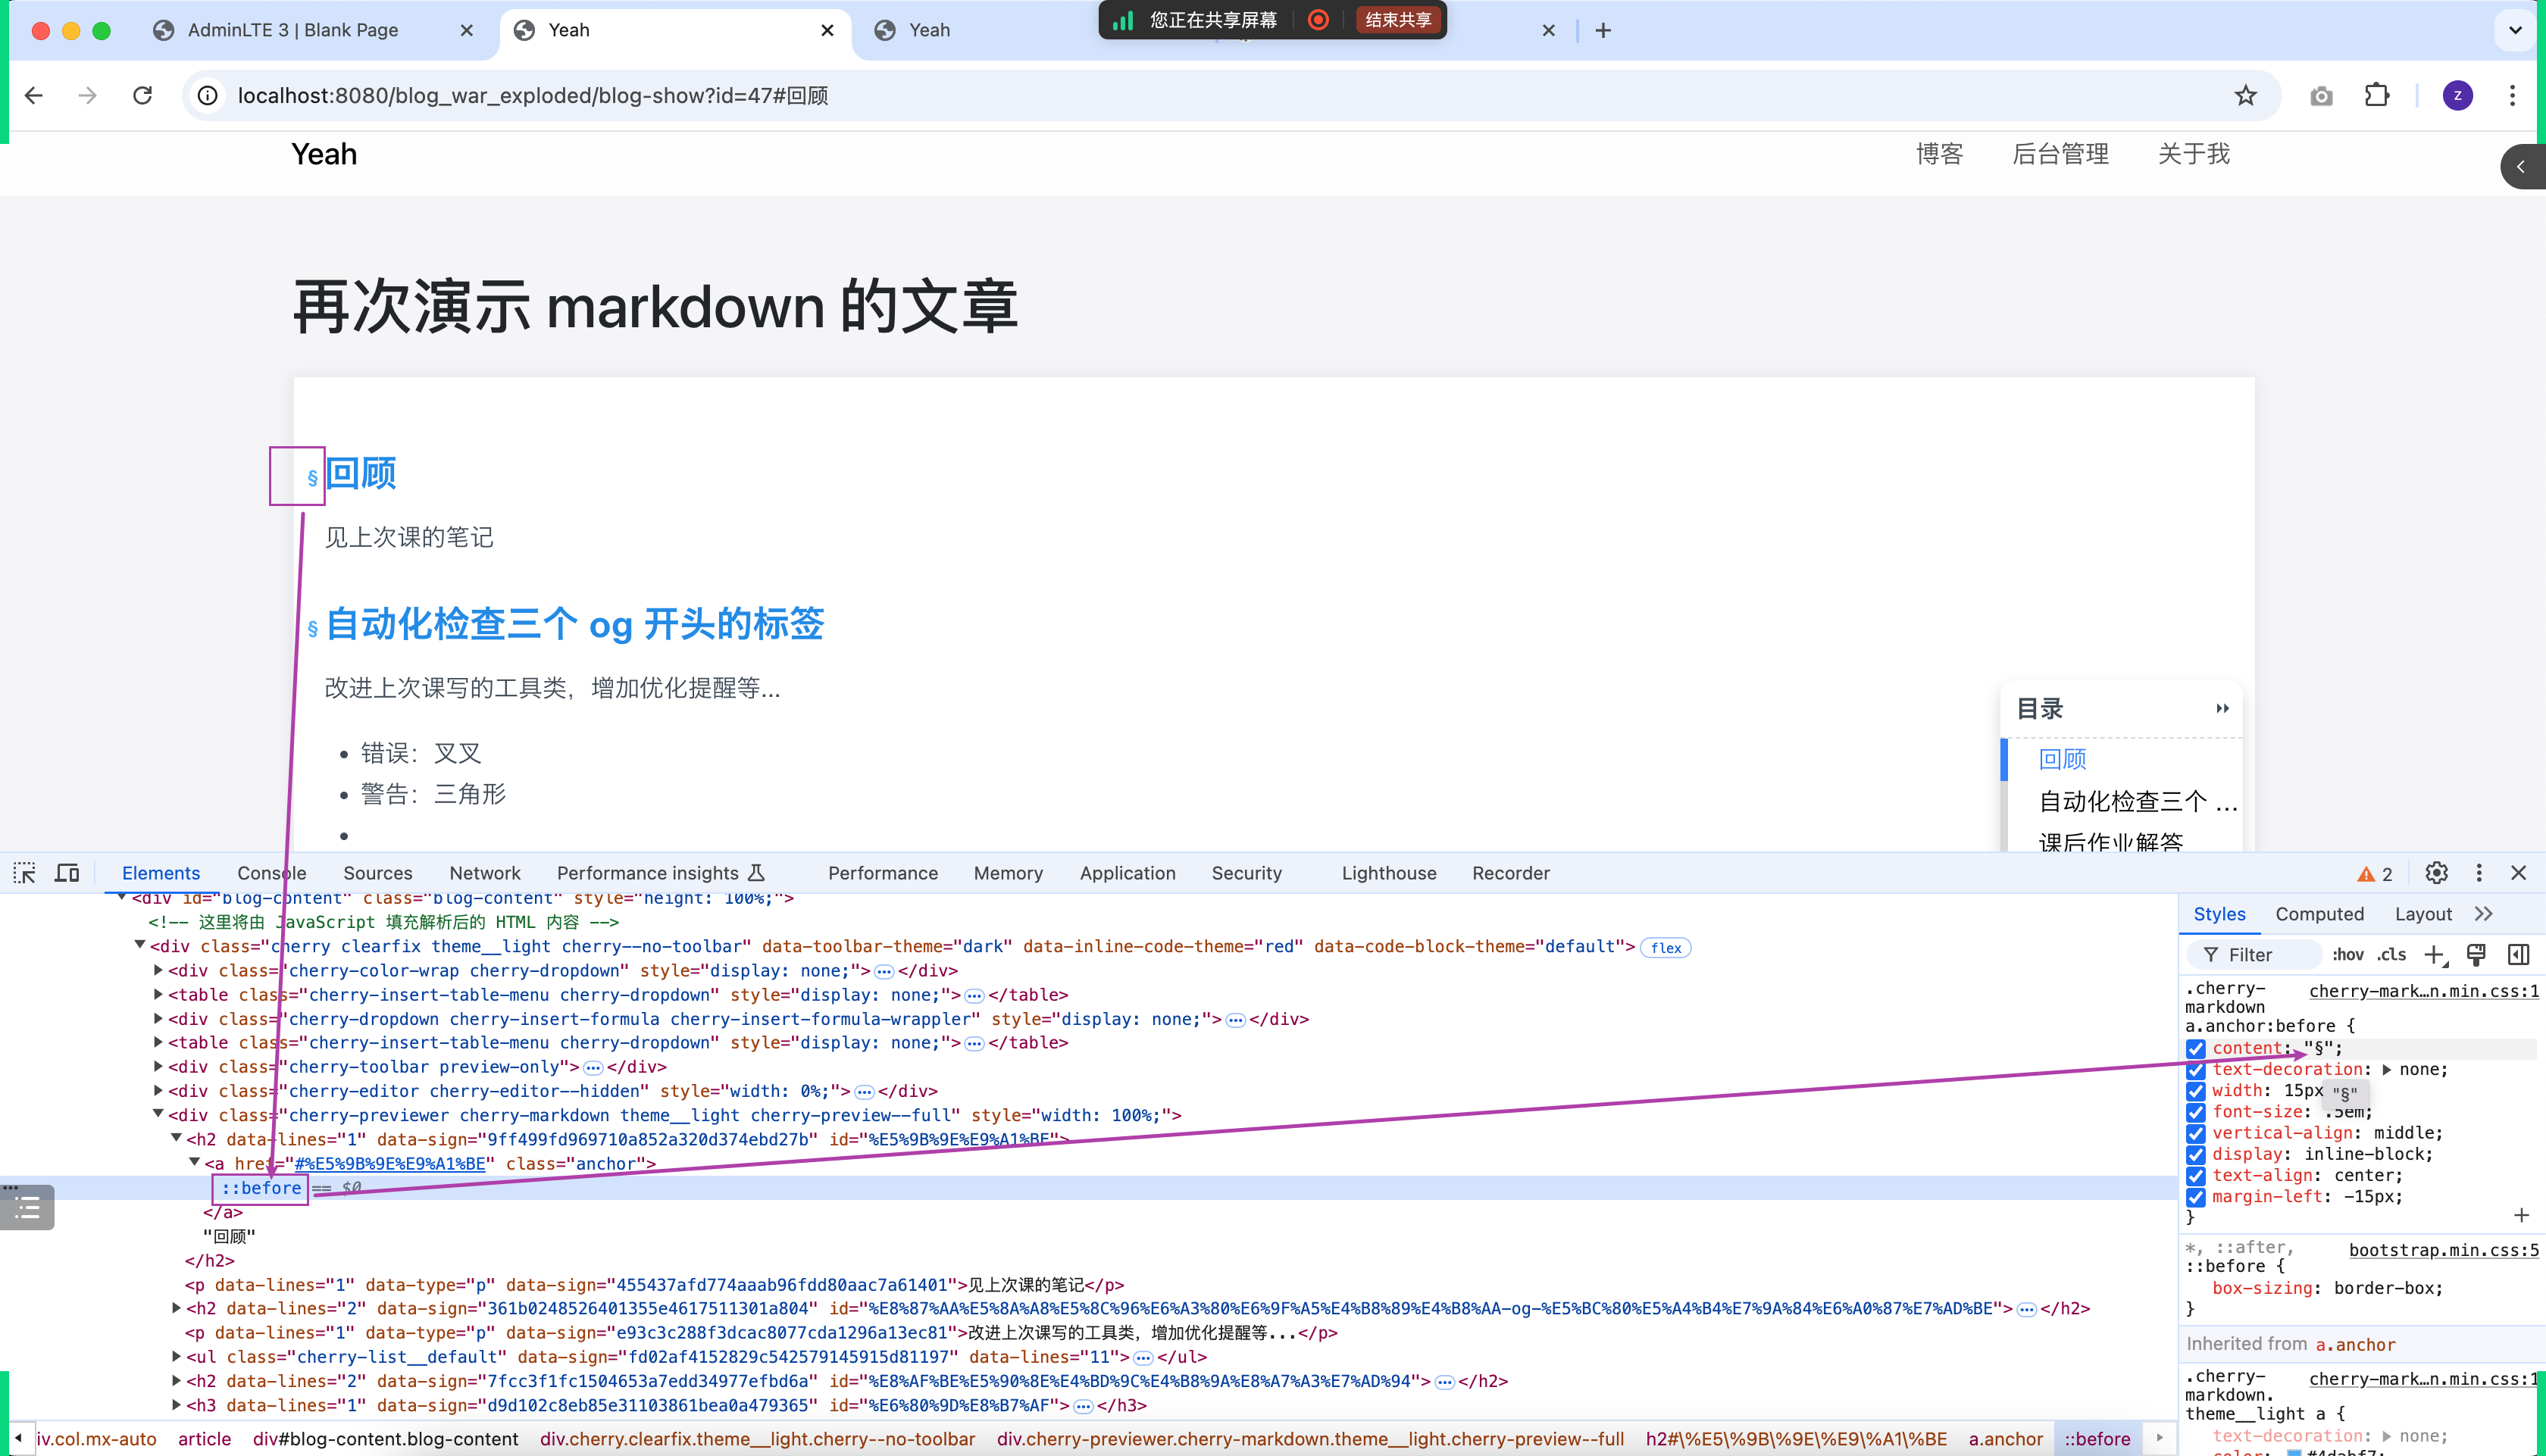 AdminLTE 3 | Blank Page
Yeah
Yeah
您正在共享屏幕
结束共享
localhost:8080/blog_war_exploded/blog-show?id=47#回顾
z
Yeah
博客
后台管理
关于我
再次演示 markdown 的文章
§ 回顾
见上次课的笔记
§ 自动化检查三个 og 开头的标签
改进上次课写的工具类，增加优化提醒等...
• 错误：叉叉
• 警告：三角形
•
目录
回顾
自动化检查三个 ...
课后作业解答
Elements
Console
Sources
Network
Performance insights
Performance
Memory
Application
Security
Lighthouse
Recorder
2
<div id="blog-content" class="blog-content" style="height: 100%;">
<!-- 这里将由 JavaScript 填充解析后的 HTML 内容 -->
<div class="cherry clearfix theme__light cherry--no-toolbar" data-toolbar-theme="dark" data-inline-code-theme="red" data-code-block-theme="default"> flex
<div class="cherry-color-wrap cherry-dropdown" style="display: none;">…</div>
<table class="cherry-insert-table-menu cherry-dropdown" style="display: none;">…</table>
<div class="cherry-dropdown cherry-insert-formula cherry-insert-formula-wrappler" style="display: none;">…</div>
<table class="cherry-insert-table-menu cherry-dropdown" style="display: none;">…</table>
<div class="cherry-toolbar preview-only">…</div>
<div class="cherry-editor cherry-editor--hidden" style="width: 0%;">…</div>
<div class="cherry-previewer cherry-markdown theme__light cherry-preview--full" style="width: 100%;">
<h2 data-lines="1" data-sign="9ff499fd969710a852a320d374ebd27b" id="%E5%9B%9E%E9%A1%BE">
<a href="#%E5%9B%9E%E9%A1%BE" class="anchor">
::before == $0
</a>
"回顾"
</h2>
<p data-lines="1" data-type="p" data-sign="455437afd774aaab96fdd80aac7a61401">见上次课的笔记</p>
<h2 data-lines="2" data-sign="361b0248526401355e4617511301a804" id="%E8%87%AA%E5%8A%A8%E5%8C%96%E6%A3%80%E6%9F%A5%E4%B8%89%E4%B8%AA-og-%E5%BC%80%E5%A4%B4%E7%9A%84%E6%A0%87%E7%AD%BE">…</h2>
<p data-lines="1" data-type="p" data-sign="e93c3c288f3dcac8077cda1296a13ec81">改进上次课写的工具类，增加优化提醒等...</p>
<ul class="cherry-list__default" data-sign="fd02af4152829c542579145915d81197" data-lines="11">…</ul>
<h2 data-lines="2" data-sign="7fcc3f1fc1504653a7edd34977efbd6a" id="%E8%AF%BE%E5%90%8E%E4%BD%9C%E4%B8%9A%E8%A7%A3%E7%AD%94">…</h2>
<h3 data-lines="1" data-sign="d9d102c8eb85e31103861bea0a479365" id="%E6%80%9D%E8%B7%AF">…</h3>
iv.col.mx-auto
article
div#blog-content.blog-content
div.cherry.clearfix.theme__light.cherry--no-toolbar
div.cherry-previewer.cherry-markdown.theme__light.cherry-preview--full
h2#\%E5\%9B\%9E\%E9\%A1\%BE
a.anchor
::before
Styles
Computed
Layout
Filter
:hov
.cls
.cherry-
cherry-mark…n.min.css:1
markdown
a.anchor:before {
content: "§";
text-decoration: none;
width: 15px
"§"
font-size: .5em;
vertical-align: middle;
display: inline-block;
text-align: center;
margin-left: -15px;
}
*, ::after,
bootstrap.min.css:5
::before {
box-sizing: border-box;
}
Inherited from a.anchor
.cherry-
cherry-mark…n.min.css:1
markdown.
theme__light a {
text-decoration: none;
color: #4dabf7;